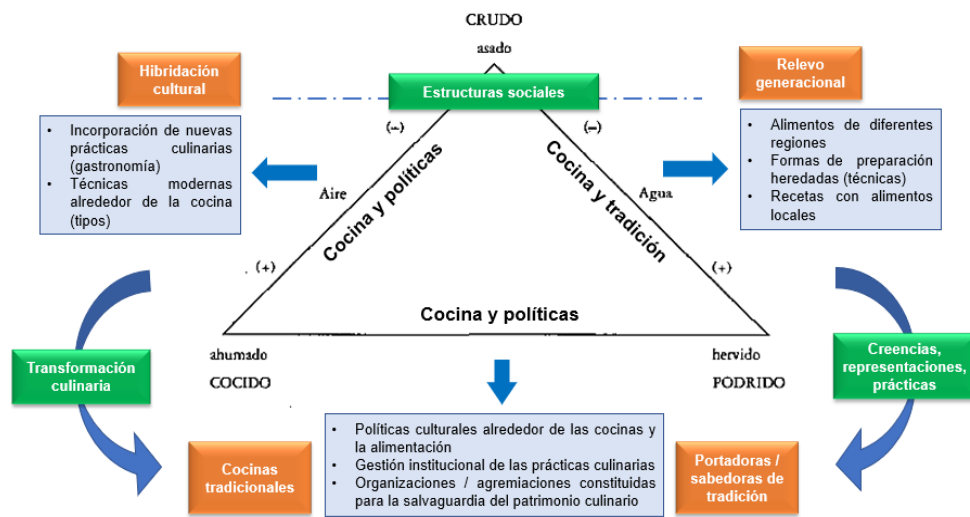 CRUDO
asado
Hibridación
cultural
Estructuras sociales
Relevo
generacional
(−)
(−)
• Incorporación de nuevas
prácticas culinarias
(gastronomía)
• Técnicas modernas
alrededor de la cocina
(tipos)
Aire
Cocina y políticas
Cocina y tradición
Agua
• Alimentos de diferentes
regiones
• Formas de preparación
heredadas (técnicas)
• Recetas con alimentos
locales
(+)
(+)
Cocina y políticas
ahumado
COCIDO
hervido
PODRIDO
Transformación
culinaria
Creencias,
representaciones,
prácticas
• Políticas culturales alrededor de las cocinas y
la alimentación
• Gestión institucional de las prácticas culinarias
• Organizaciones / agremiaciones constituidas
para la salvaguardia del patrimonio culinario
Cocinas
tradicionales
Portadoras /
sabedoras de
tradición